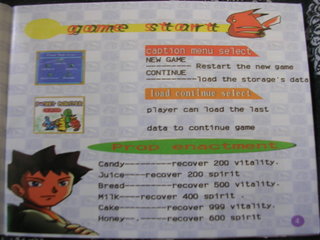 game start
caption menu select
NEW GAME
---------------- Restart the new game
CONTINUE
----------------load the storage's data
load continue select
player can load the last
data to continue game
Prop enactment
Candy---------recover 200 vitality.
Juice----recover 200 spirit
Bread---------recover 500 vitality.
Milk----recover 400 spirit .
Cake----------recover 999 vitality.
Honey--.------recover 600 spirit
4